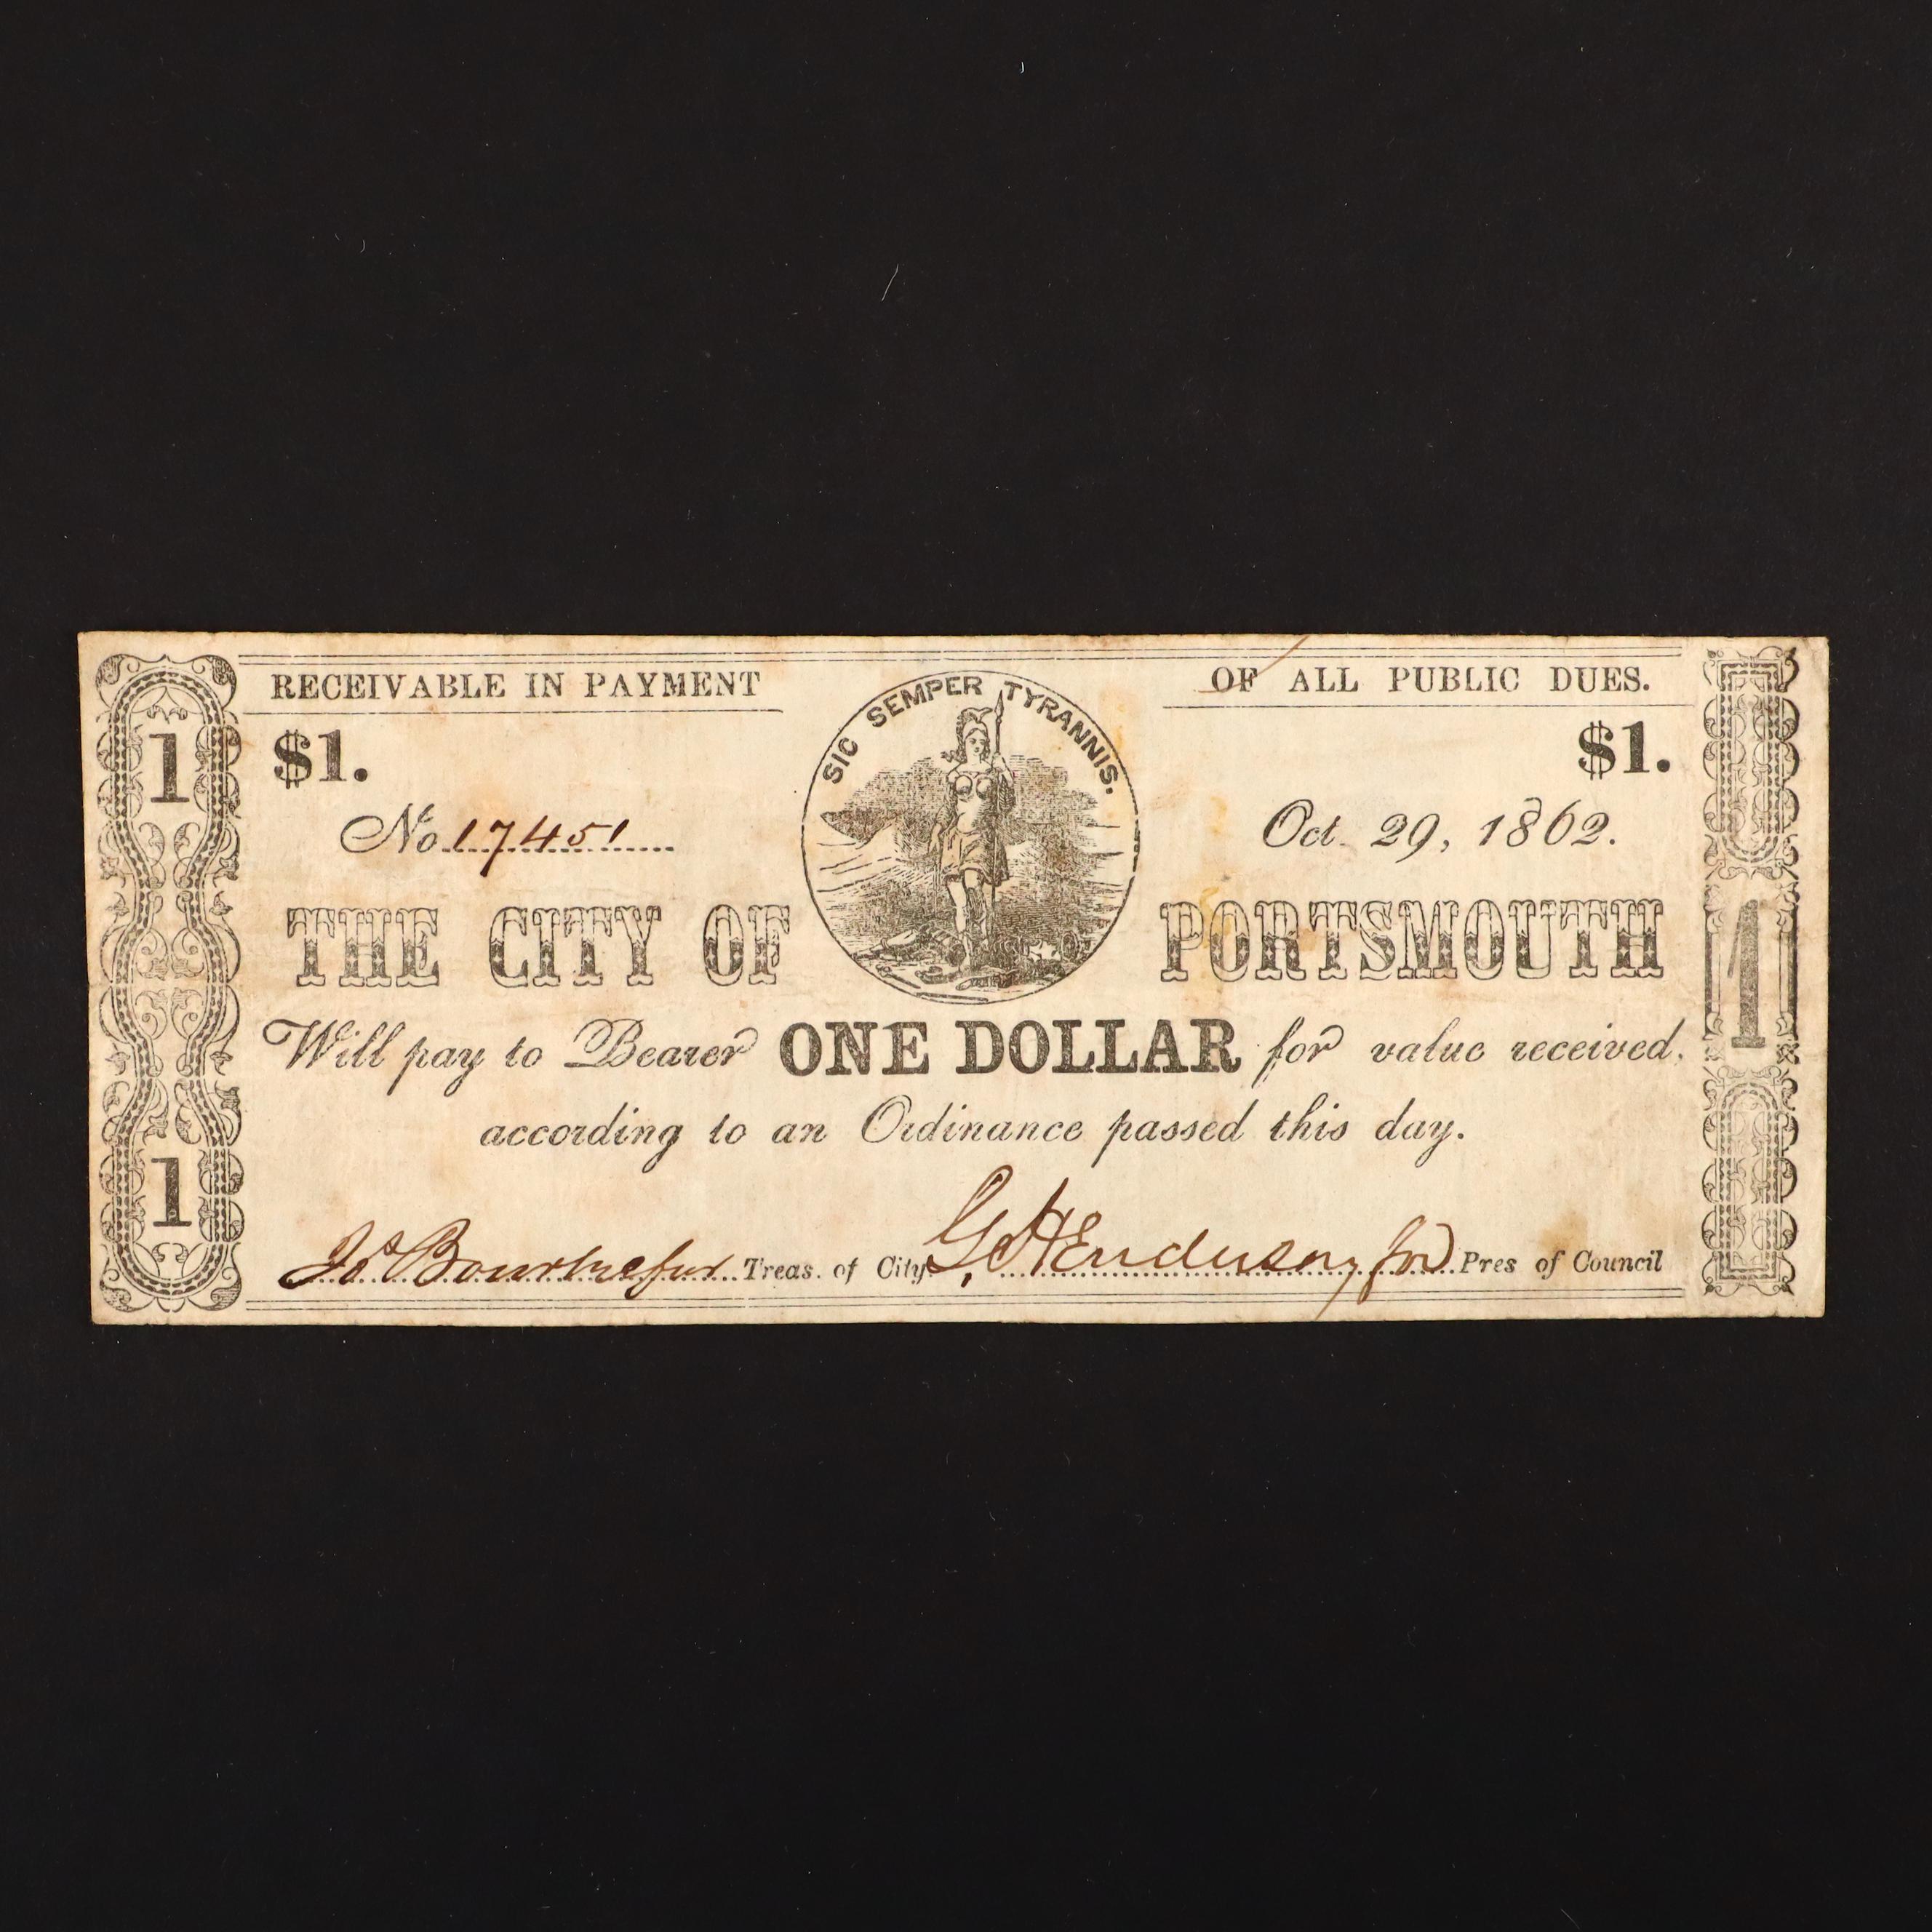 RECEIVABLE IN PAYMENT OF ALL PUBLIC DUES.
SIC SEMPER TYRANNIS.
1 $1. $1.
No 17451 Oct. 29, 1862.
THE CITY OF PORTSMOUTH
1
Will pay to Bearer ONE DOLLAR for value received.
according to an Ordinance passed this day.
1
Treas. of City. Pres of Council